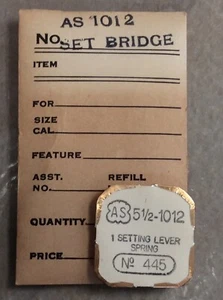 AS 1012
No. SET BRIDGE
ITEM
FOR
SIZE
CAL.
FEATURE
ASST. REFILL
NO.
QUANTITY
PRICE
AS 5½-1012
1 SETTING LEVER
SPRING
Nº 445